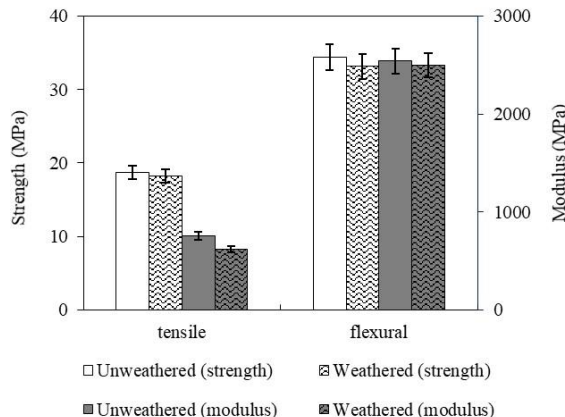 40
30
20
10
0
Strength (MPa)
3000
2000
1000
0
Modulus (MPa)
tensile
flexural
Unweathered (strength)
Weathered (strength)
Unweathered (modulus)
Weathered (modulus)